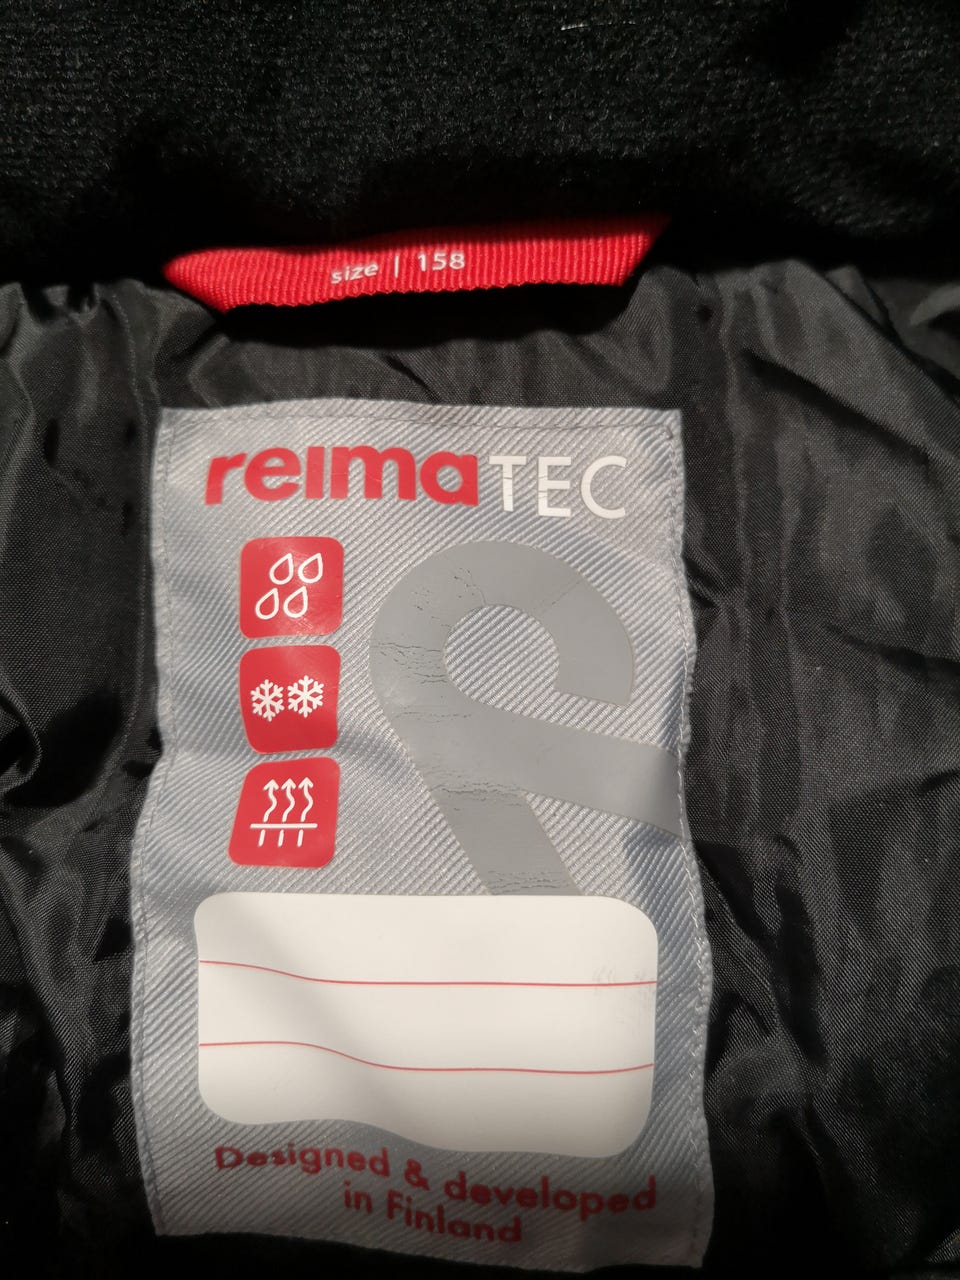 size | 158
reimaTEC
Designed & developed
in Finland